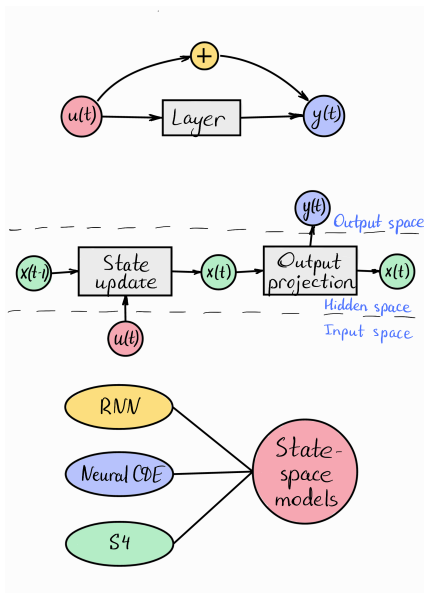 +
u(t)
Layer
y(t)
y(t)
Output space
x(t-1)
State
update
x(t)
Output
projection
x(t)
Hidden space
u(t)
Input space
RNN
Neural CDE
State-
space
models
S4